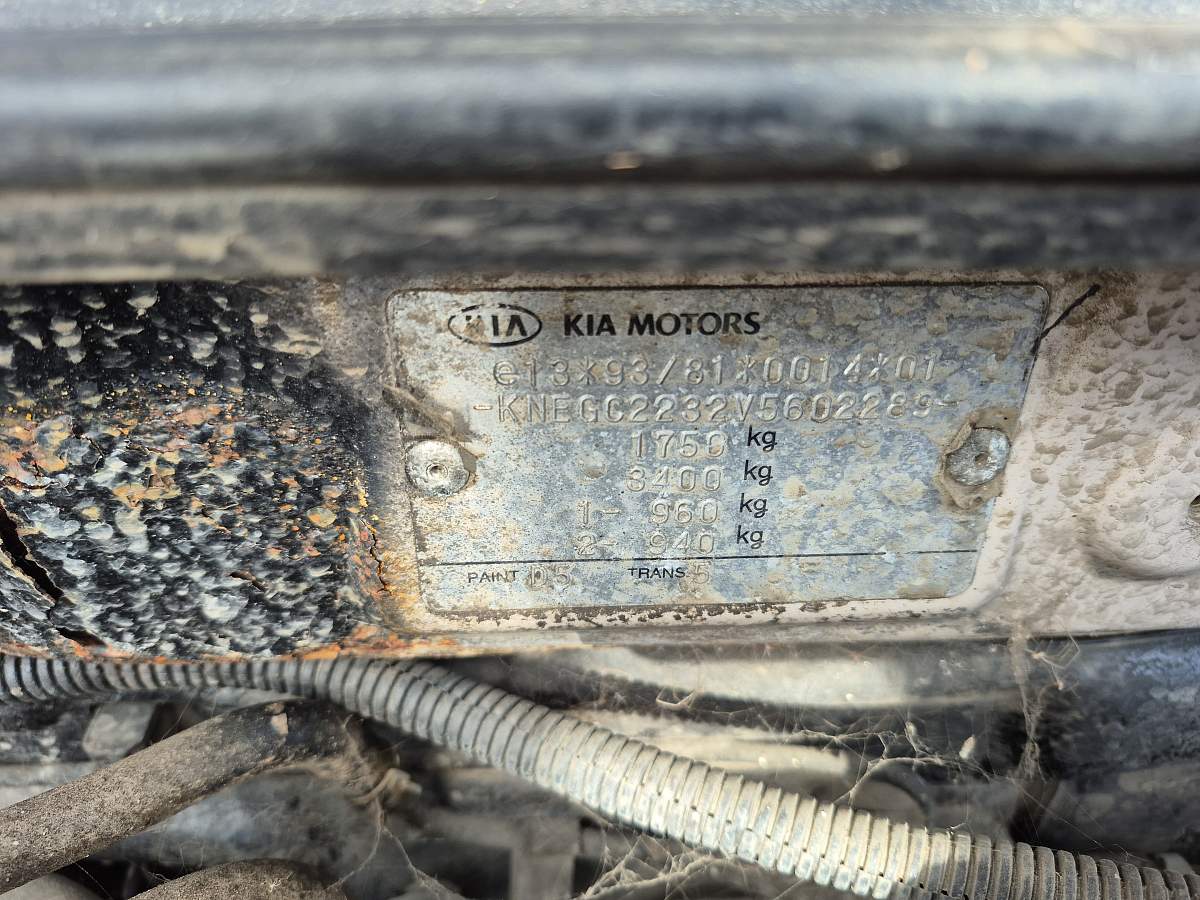 KIA KIA MOTORS
e13*93/81*0014*01
-KNEGC2232V5602289-
1750 kg
3400 kg
1- 960 kg
2- 940 kg
PAINT D5 TRANS. 5